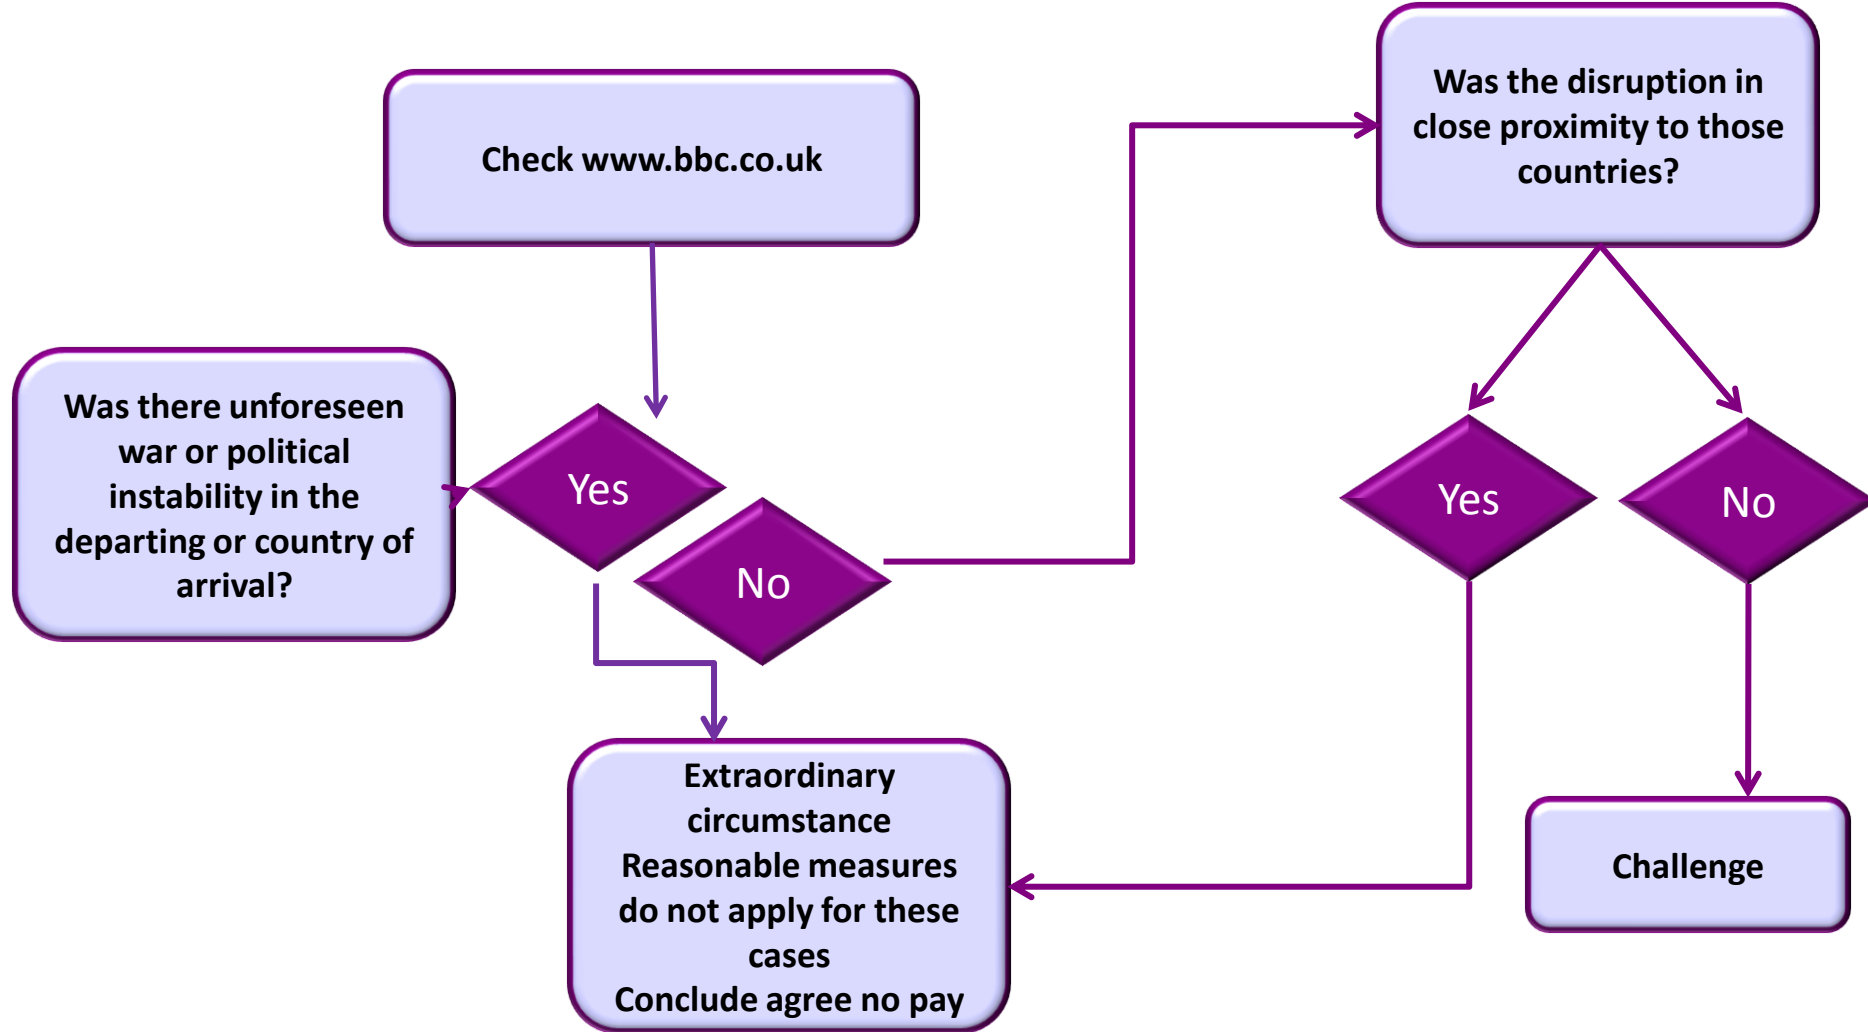 Check www.bbc.co.uk
Was the disruption in
close proximity to those
countries?
Was there unforeseen
war or political
instability in the
departing or country of
arrival?
Yes
No
Yes
No
Extraordinary
circumstance
Reasonable measures
do not apply for these
cases
Conclude agree no pay
Challenge